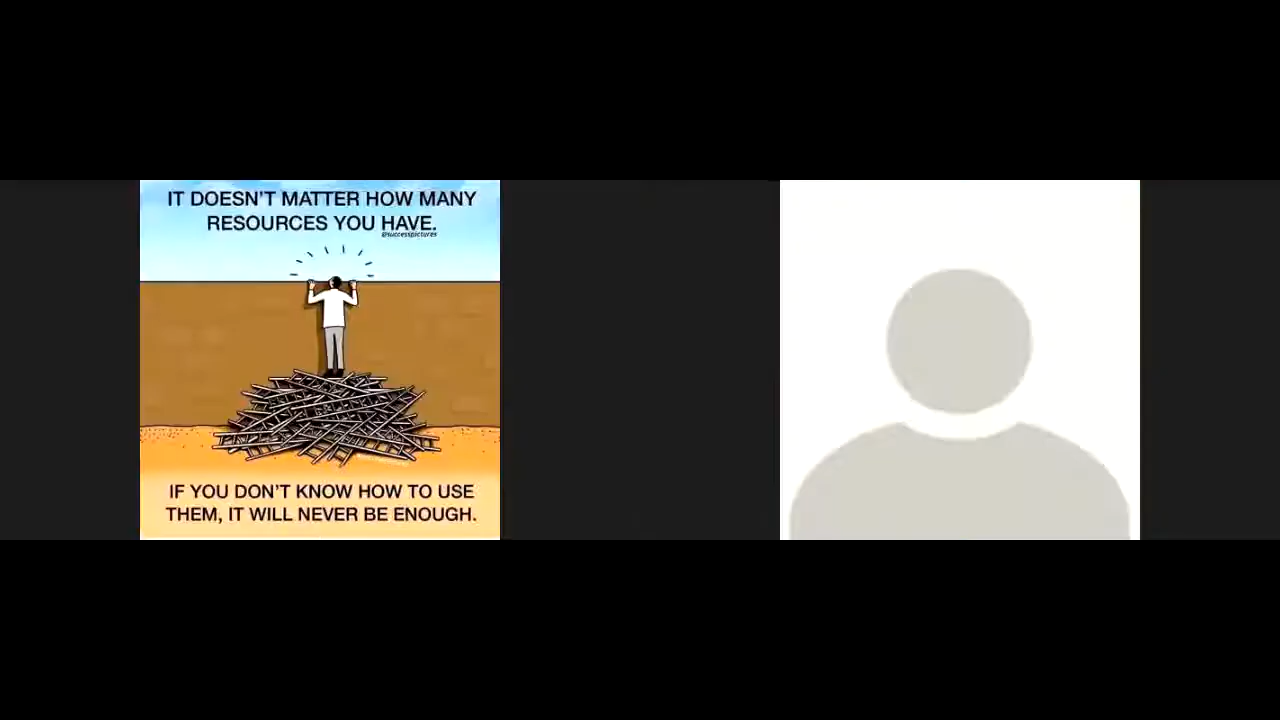 IT DOESN'T MATTER HOW MANY
RESOURCES YOU HAVE.
@successpictures
IF YOU DON'T KNOW HOW TO USE
THEM, IT WILL NEVER BE ENOUGH.